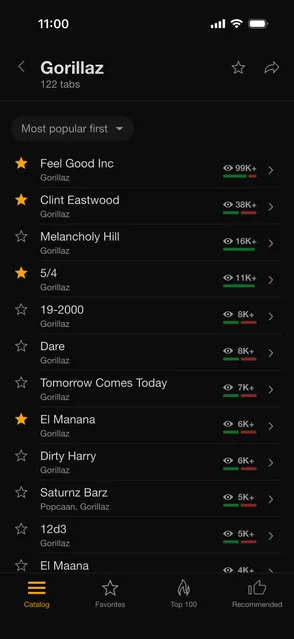 11:00
Gorillaz
122 tabs
Most popular first
Feel Good Inc
99K+
Gorillaz
Clint Eastwood
38K+
Gorillaz
Melancholy Hill
16K+
Gorillaz
5/4
11K+
Gorillaz
19-2000
8K+
Gorillaz
Dare
8K+
Gorillaz
Tomorrow Comes Today
7K+
Gorillaz
El Manana
6K+
Gorillaz
Dirty Harry
6K+
Gorillaz
Saturnz Barz
5K+
Popcaan, Gorillaz
12d3
5K+
Gorillaz
El Maana
4K+
Catalog
Favorites
Top 100
Recommended